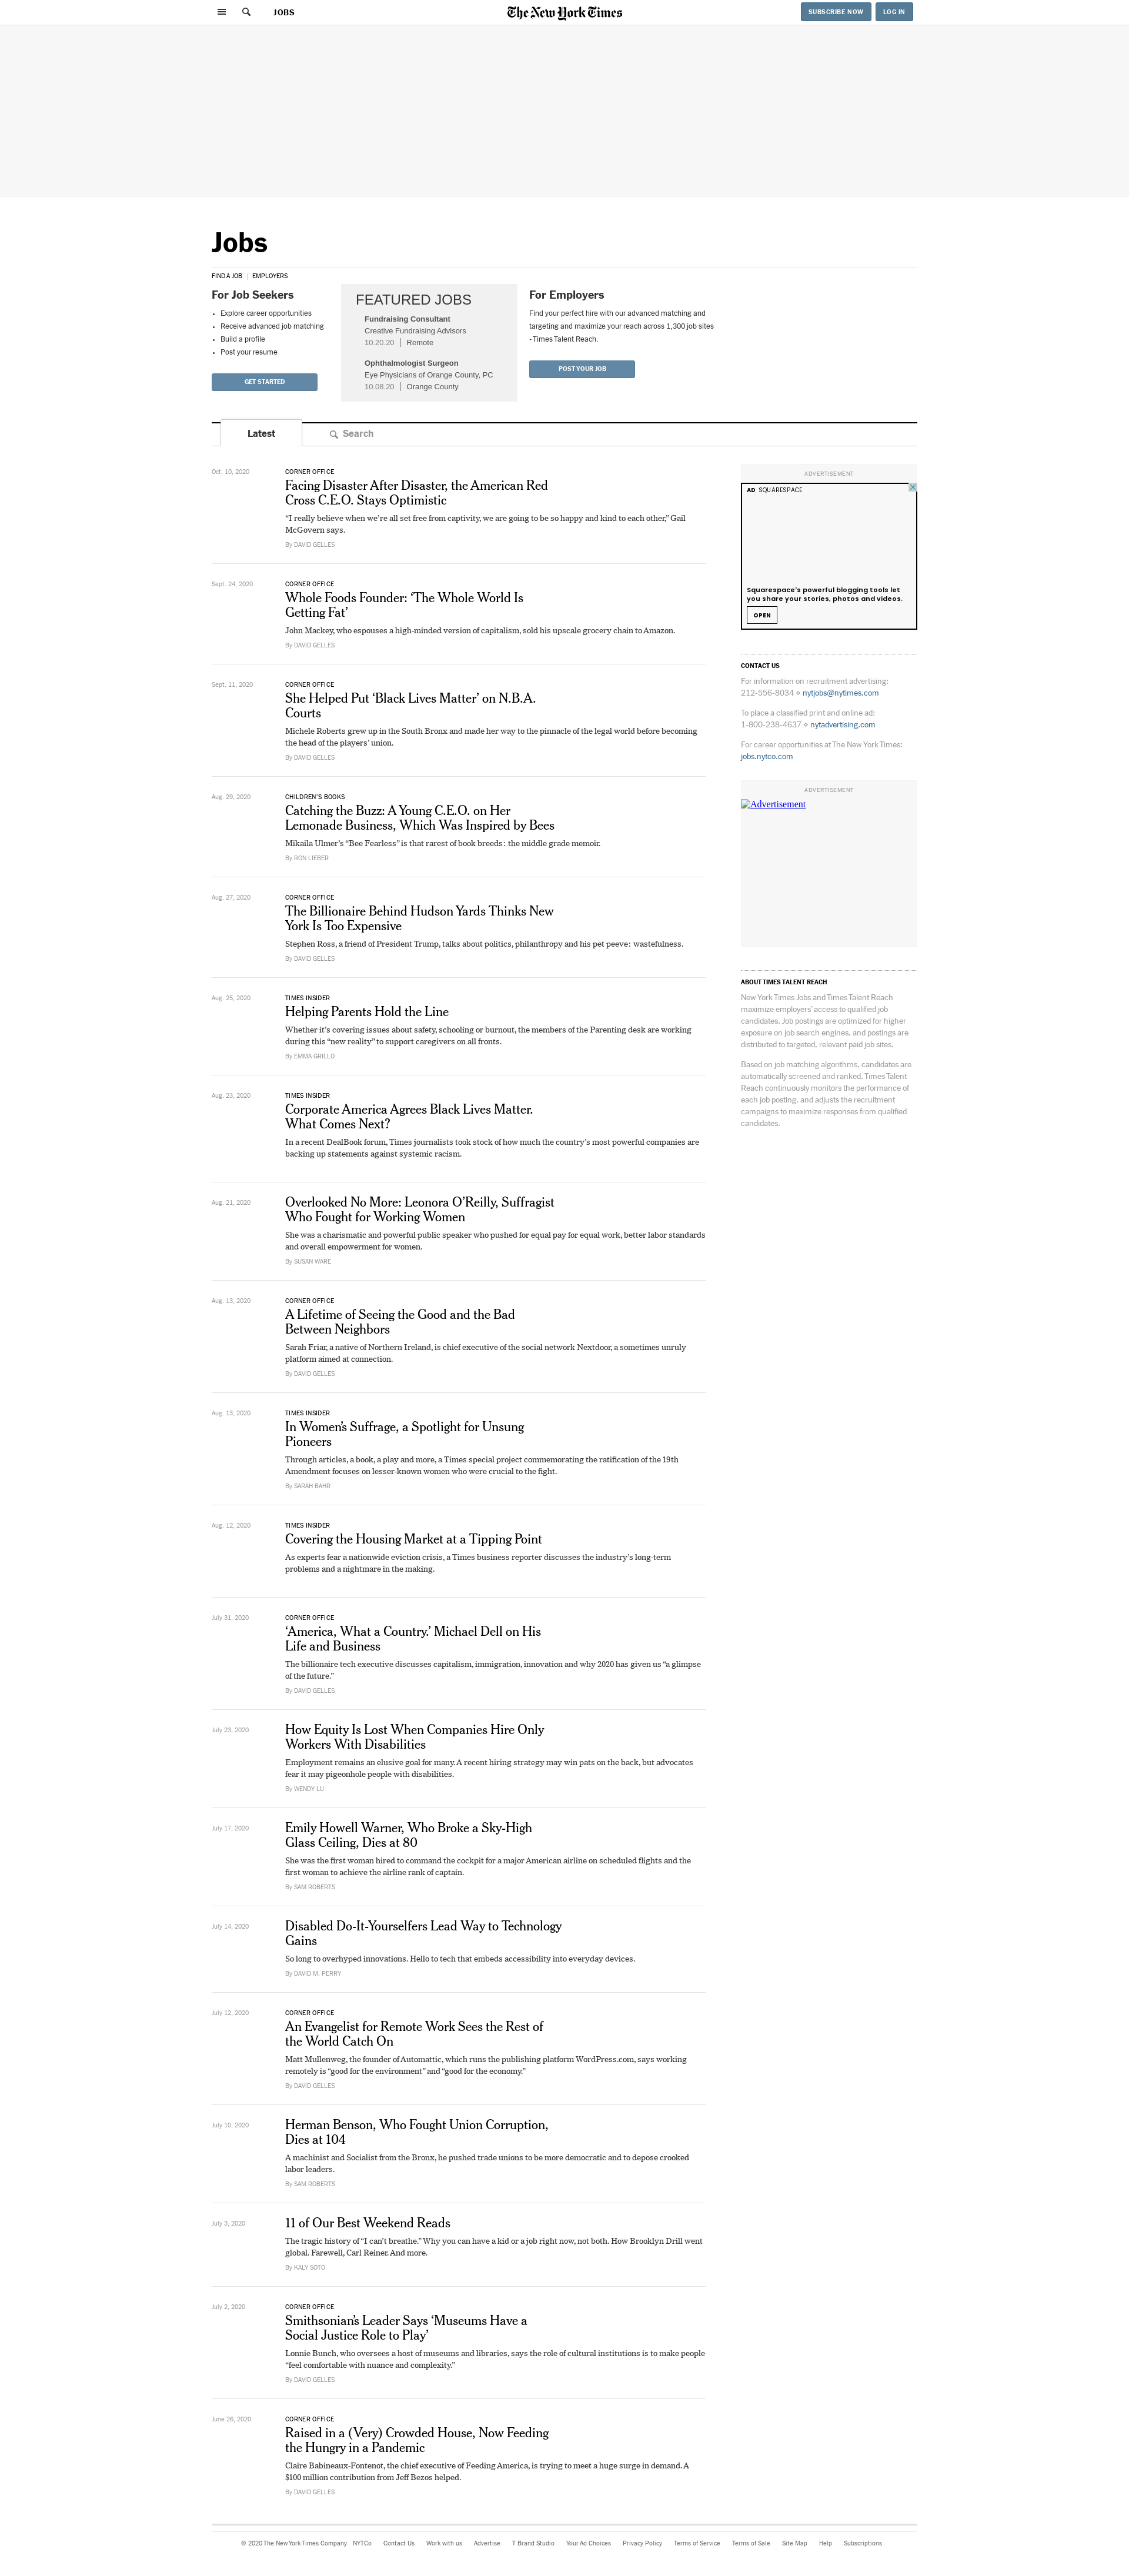 JOBS
The New York Times
SUBSCRIBE NOW
LOG IN
Jobs
FIND A JOB | EMPLOYERS
For Job Seekers
Explore career opportunities
Receive advanced job matching
Build a profile
Post your resume
GET STARTED
FEATURED JOBS
Fundraising Consultant
Creative Fundraising Advisors
10.20.20 | Remote
Ophthalmologist Surgeon
Eye Physicians of Orange County, PC
10.08.20 | Orange County
For Employers
Find your perfect hire with our advanced matching and
targeting and maximize your reach across 1,300 job sites
- Times Talent Reach.
POST YOUR JOB
Latest
Search
Oct. 10, 2020
CORNER OFFICE
Facing Disaster After Disaster, the American Red
Cross C.E.O. Stays Optimistic
“I really believe when we’re all set free from captivity, we are going to be so happy and kind to each other,” Gail
McGovern says.
By DAVID GELLES
Sept. 24, 2020
CORNER OFFICE
Whole Foods Founder: ‘The Whole World Is
Getting Fat’
John Mackey, who espouses a high-minded version of capitalism, sold his upscale grocery chain to Amazon.
By DAVID GELLES
Sept. 11, 2020
CORNER OFFICE
She Helped Put ‘Black Lives Matter’ on N.B.A.
Courts
Michele Roberts grew up in the South Bronx and made her way to the pinnacle of the legal world before becoming
the head of the players’ union.
By DAVID GELLES
Aug. 29, 2020
CHILDREN’S BOOKS
Catching the Buzz: A Young C.E.O. on Her
Lemonade Business, Which Was Inspired by Bees
Mikaila Ulmer’s “Bee Fearless” is that rarest of book breeds: the middle grade memoir.
By RON LIEBER
Aug. 27, 2020
CORNER OFFICE
The Billionaire Behind Hudson Yards Thinks New
York Is Too Expensive
Stephen Ross, a friend of President Trump, talks about politics, philanthropy and his pet peeve: wastefulness.
By DAVID GELLES
Aug. 25, 2020
TIMES INSIDER
Helping Parents Hold the Line
Whether it’s covering issues about safety, schooling or burnout, the members of the Parenting desk are working
during this “new reality” to support caregivers on all fronts.
By EMMA GRILLO
Aug. 23, 2020
TIMES INSIDER
Corporate America Agrees Black Lives Matter.
What Comes Next?
In a recent DealBook forum, Times journalists took stock of how much the country’s most powerful companies are
backing up statements against systemic racism.
Aug. 21, 2020
Overlooked No More: Leonora O’Reilly, Suffragist
Who Fought for Working Women
She was a charismatic and powerful public speaker who pushed for equal pay for equal work, better labor standards
and overall empowerment for women.
By SUSAN WARE
Aug. 13, 2020
CORNER OFFICE
A Lifetime of Seeing the Good and the Bad
Between Neighbors
Sarah Friar, a native of Northern Ireland, is chief executive of the social network Nextdoor, a sometimes unruly
platform aimed at connection.
By DAVID GELLES
Aug. 13, 2020
TIMES INSIDER
In Women’s Suffrage, a Spotlight for Unsung
Pioneers
Through articles, a book, a play and more, a Times special project commemorating the ratification of the 19th
Amendment focuses on lesser-known women who were crucial to the fight.
By SARAH BAHR
Aug. 12, 2020
TIMES INSIDER
Covering the Housing Market at a Tipping Point
As experts fear a nationwide eviction crisis, a Times business reporter discusses the industry’s long-term
problems and a nightmare in the making.
July 31, 2020
CORNER OFFICE
‘America, What a Country.’ Michael Dell on His
Life and Business
The billionaire tech executive discusses capitalism, immigration, innovation and why 2020 has given us “a glimpse
of the future.”
By DAVID GELLES
July 23, 2020
How Equity Is Lost When Companies Hire Only
Workers With Disabilities
Employment remains an elusive goal for many. A recent hiring strategy may win pats on the back, but advocates
fear it may pigeonhole people with disabilities.
By WENDY LU
July 17, 2020
Emily Howell Warner, Who Broke a Sky-High
Glass Ceiling, Dies at 80
She was the first woman hired to command the cockpit for a major American airline on scheduled flights and the
first woman to achieve the airline rank of captain.
By SAM ROBERTS
July 14, 2020
Disabled Do-It-Yourselfers Lead Way to Technology
Gains
So long to overhyped innovations. Hello to tech that embeds accessibility into everyday devices.
By DAVID M. PERRY
July 12, 2020
CORNER OFFICE
An Evangelist for Remote Work Sees the Rest of
the World Catch On
Matt Mullenweg, the founder of Automattic, which runs the publishing platform WordPress.com, says working
remotely is “good for the environment” and “good for the economy.”
By DAVID GELLES
July 10, 2020
Herman Benson, Who Fought Union Corruption,
Dies at 104
A machinist and Socialist from the Bronx, he pushed trade unions to be more democratic and to depose crooked
labor leaders.
By SAM ROBERTS
July 3, 2020
11 of Our Best Weekend Reads
The tragic history of “I can’t breathe.” Why you can have a kid or a job right now, not both. How Brooklyn Drill went
global. Farewell, Carl Reiner. And more.
By KALY SOTO
July 2, 2020
CORNER OFFICE
Smithsonian’s Leader Says ‘Museums Have a
Social Justice Role to Play’
Lonnie Bunch, who oversees a host of museums and libraries, says the role of cultural institutions is to make people
“feel comfortable with nuance and complexity.”
By DAVID GELLES
June 26, 2020
CORNER OFFICE
Raised in a (Very) Crowded House, Now Feeding
the Hungry in a Pandemic
Claire Babineaux-Fontenot, the chief executive of Feeding America, is trying to meet a huge surge in demand. A
$100 million contribution from Jeff Bezos helped.
By DAVID GELLES
ADVERTISEMENT
AD SQUARESPACE
Squarespace's powerful blogging tools let
you share your stories, photos and videos.
OPEN
CONTACT US
For information on recruitment advertising:
212-556-8034 ⋄ nytjobs@nytimes.com
To place a classified print and online ad:
1-800-238-4637 ⋄ nytadvertising.com
For career opportunities at The New York Times:
jobs.nytco.com
ADVERTISEMENT
Advertisement
ABOUT TIMES TALENT REACH
New York Times Jobs and Times Talent Reach
maximize employers' access to qualified job
candidates. Job postings are optimized for higher
exposure on job search engines, and postings are
distributed to targeted, relevant paid job sites.
Based on job matching algorithms, candidates are
automatically screened and ranked. Times Talent
Reach continuously monitors the performance of
each job posting, and adjusts the recruitment
campaigns to maximize responses from qualified
candidates.
© 2020 The New York Times Company NYTCo Contact Us Work with us Advertise T Brand Studio Your Ad Choices Privacy Policy Terms of Service Terms of Sale Site Map Help Subscriptions